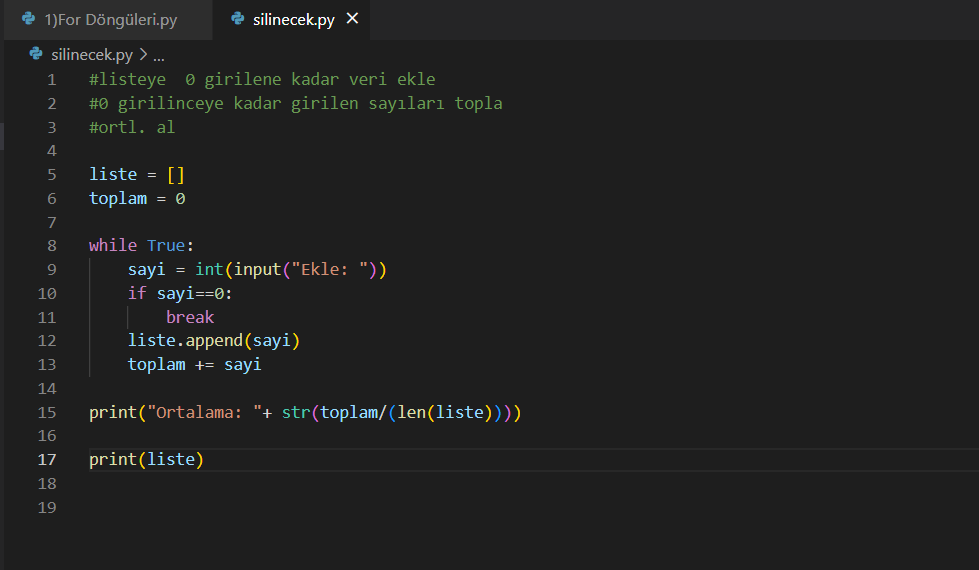 1)For Döngüleri.py silinecek.py ✕
silinecek.py > ...
1 #listeye  0 girilene kadar veri ekle
2 #0 girilinceye kadar girilen sayıları topla
3 #ortl. al
4
5 liste = []
6 toplam = 0
7
8 while True:
9     sayi = int(input("Ekle: "))
10     if sayi==0:
11         break
12     liste.append(sayi)
13     toplam += sayi
14
15 print("Ortalama: "+ str(toplam/(len(liste))))
16
17 print(liste)
18
19